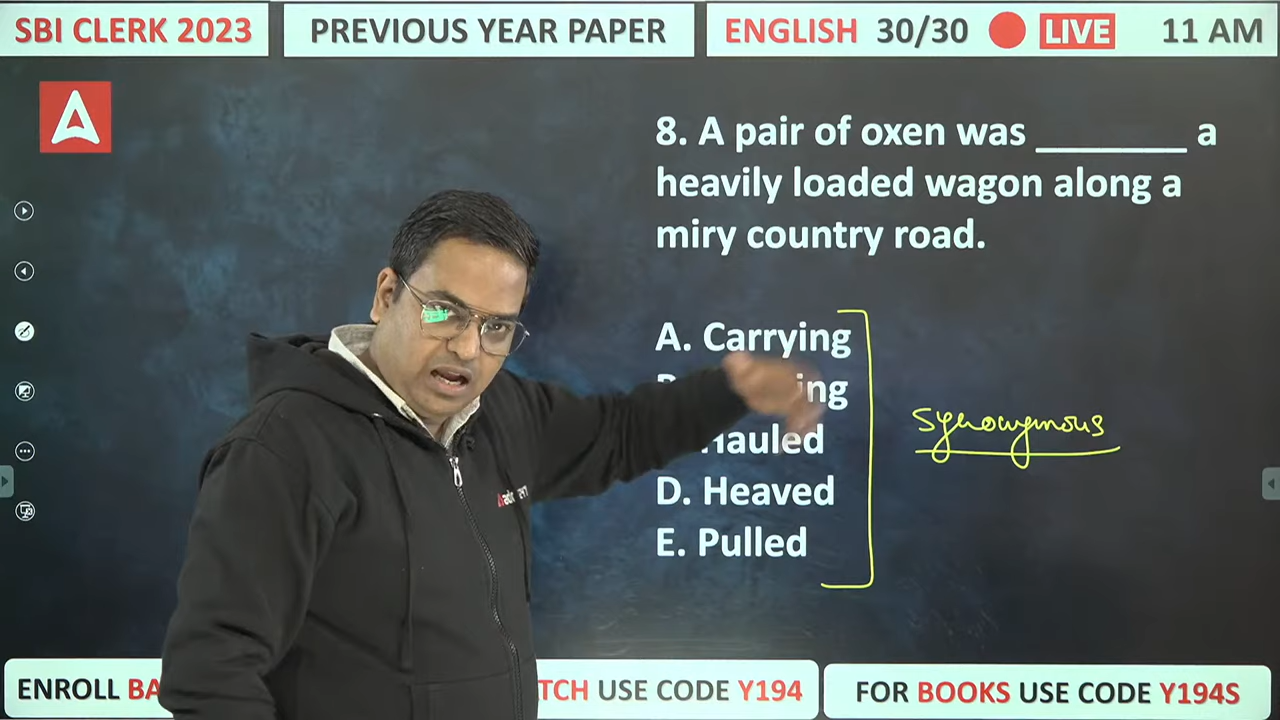 SBI CLERK 2023
PREVIOUS YEAR PAPER
ENGLISH 30/30 LIVE 11 AM
8. A pair of oxen was _______ a
heavily loaded wagon along a
miry country road.
A. Carrying
Hauled
D. Heaved
E. Pulled
synonymous
ENROLL
USE CODE Y194
FOR BOOKS USE CODE Y194S